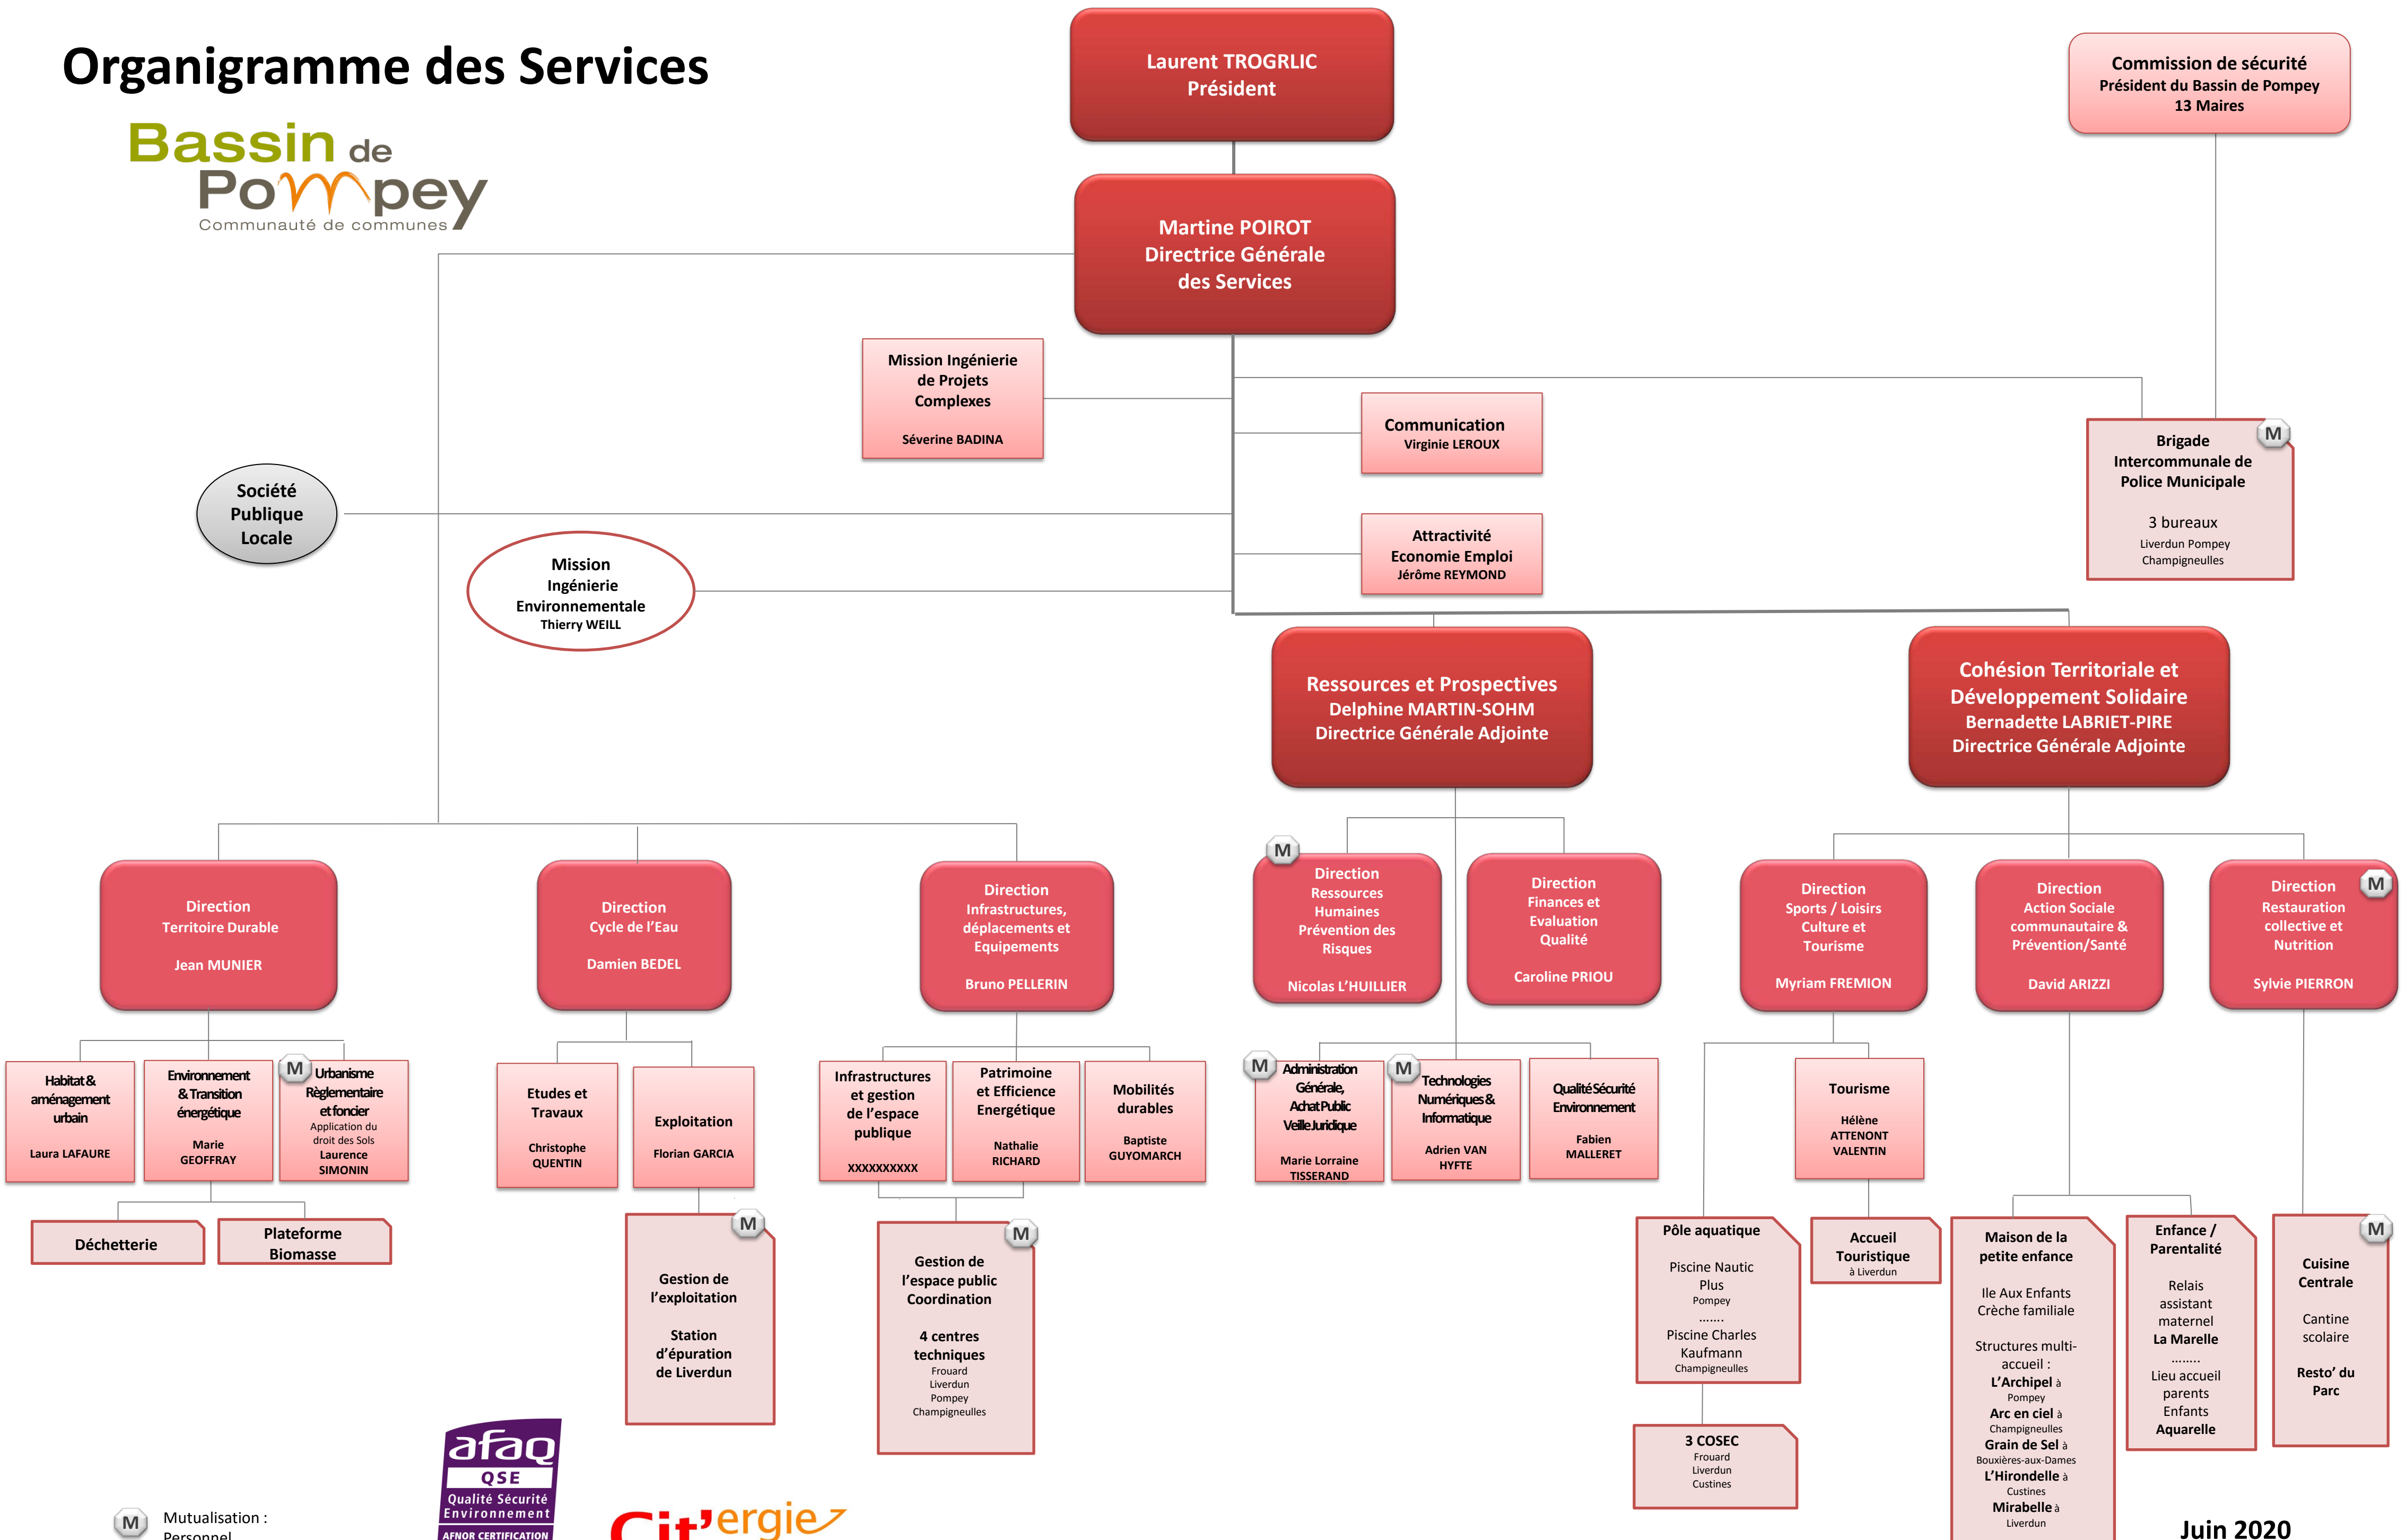 Organigramme des Services
Bassin de
Pompey
Communauté de communes
Laurent TROGRLIC
Président
Commission de sécurité
Président du Bassin de Pompey
13 Maires
Martine POIROT
Directrice Générale
des Services
Mission Ingénierie
de Projets
Complexes
Séverine BADINA
Communication
Virginie LEROUX
M
Brigade
Intercommunale de
Police Municipale
3 bureaux
Liverdun Pompey
Champigneulles
Société
Publique
Locale
Attractivité
Economie Emploi
Jérôme REYMOND
Mission
Ingénierie
Environnementale
Thierry WEILL
Ressources et Prospectives
Delphine MARTIN-SOHM
Directrice Générale Adjointe
Cohésion Territoriale et
Développement Solidaire
Bernadette LABRIET-PIRE
Directrice Générale Adjointe
Direction
Territoire Durable
Jean MUNIER
Direction
Cycle de l’Eau
Damien BEDEL
Direction
Infrastructures,
déplacements et
Equipements
Bruno PELLERIN
M
Direction
Ressources
Humaines
Prévention des
Risques
Nicolas L’HUILLIER
Direction
Finances et
Evaluation
Qualité
Caroline PRIOU
Direction
Sports / Loisirs
Culture et
Tourisme
Myriam FREMION
Direction
Action Sociale
communautaire &
Prévention/Santé
David ARIZZI
M
Direction
Restauration
collective et
Nutrition
Sylvie PIERRON
Habitat &
aménagement
urbain
Laura LAFAURE
Environnement
& Transition
énergétique
Marie
GEOFFRAY
M
Urbanisme
Règlementaire
et foncier
Application du
droit des Sols
Laurence
SIMONIN
Etudes et
Travaux
Christophe
QUENTIN
Exploitation
Florian GARCIA
Infrastructures
et gestion
de l’espace
publique
XXXXXXXXXX
Patrimoine
et Efficience
Energétique
Nathalie
RICHARD
Mobilités
durables
Baptiste
GUYOMARCH
M
Administration
Générale,
Achat Public
Veille Juridique
Marie Lorraine
TISSERAND
M
Technologies
Numériques &
Informatique
Adrien VAN
HYFTE
Qualité Sécurité
Environnement
Fabien
MALLERET
Tourisme
Hélène
ATTENONT
VALENTIN
Déchetterie
Plateforme
Biomasse
M
Gestion de
l’exploitation
Station
d’épuration
de Liverdun
M
Gestion de
l’espace public
Coordination
4 centres
techniques
Frouard
Liverdun
Pompey
Champigneulles
Pôle aquatique
Piscine Nautic
Plus
Pompey
…….
Piscine Charles
Kaufmann
Champigneulles
3 COSEC
Frouard
Liverdun
Custines
Accueil
Touristique
à Liverdun
Maison de la
petite enfance
Ile Aux Enfants
Crèche familiale
Structures multi-
accueil :
L’Archipel à
Pompey
Arc en ciel à
Champigneulles
Grain de Sel à
Bouxières-aux-Dames
L’Hirondelle à
Custines
Mirabelle à
Liverdun
Enfance /
Parentalité
Relais
assistant
maternel
La Marelle
……..
Lieu accueil
parents
Enfants
Aquarelle
M
Cuisine
Centrale
Cantine
scolaire
Resto’ du
Parc
M
Mutualisation :
Personnel
afaq
QSE
Qualité Sécurité
Environnement
AFNOR CERTIFICATION
Cit’ergie
Juin 2020